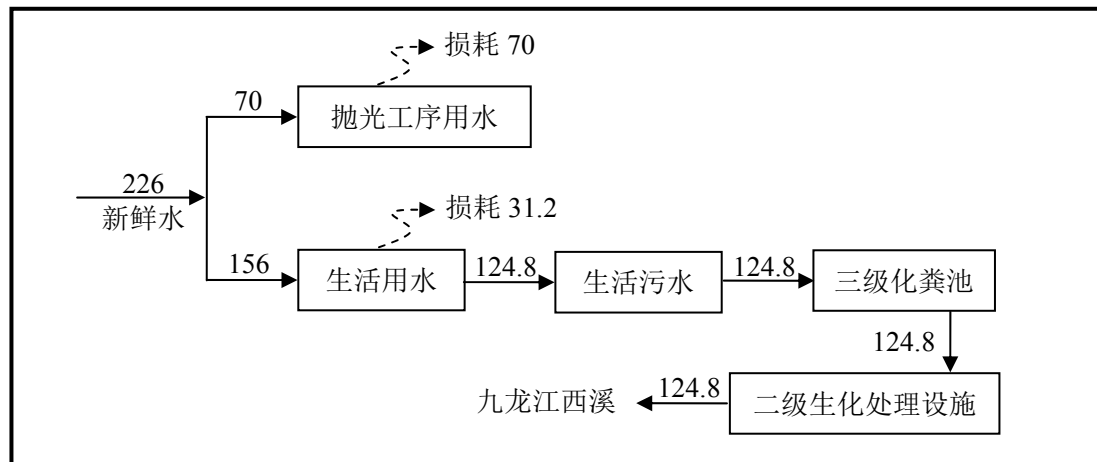 损耗 70
70
抛光工序用水
226
新鲜水
损耗 31.2
156
生活用水
124.8
生活污水
124.8
三级化粪池
124.8
九龙江西溪
124.8
二级生化处理设施